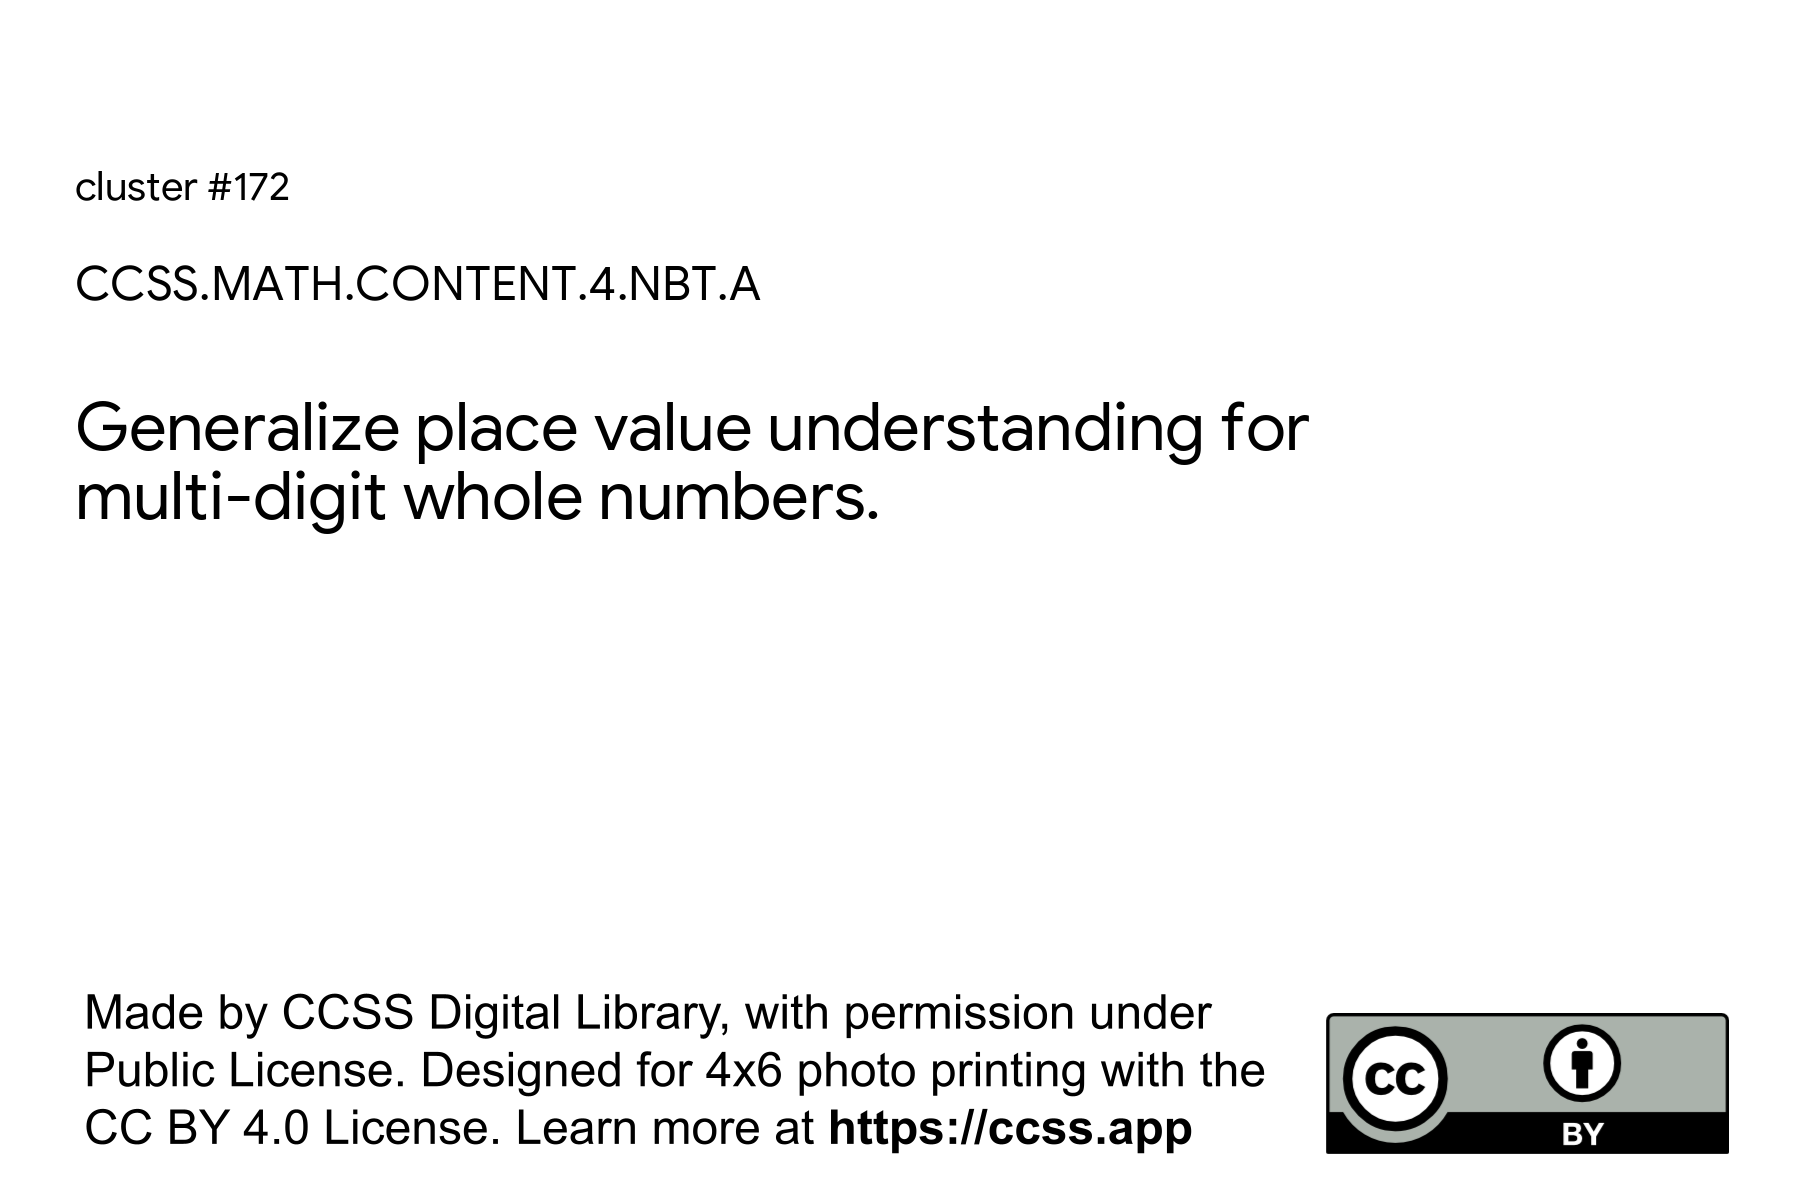 cluster #172
CCSS.MATH.CONTENT.4.NBT.A
Generalize place value understanding for
multi-digit whole numbers.
Made by CCSS Digital Library, with permission under
Public License. Designed for 4x6 photo printing with the
CC BY 4.0 License. Learn more at https://ccss.app
CC
BY